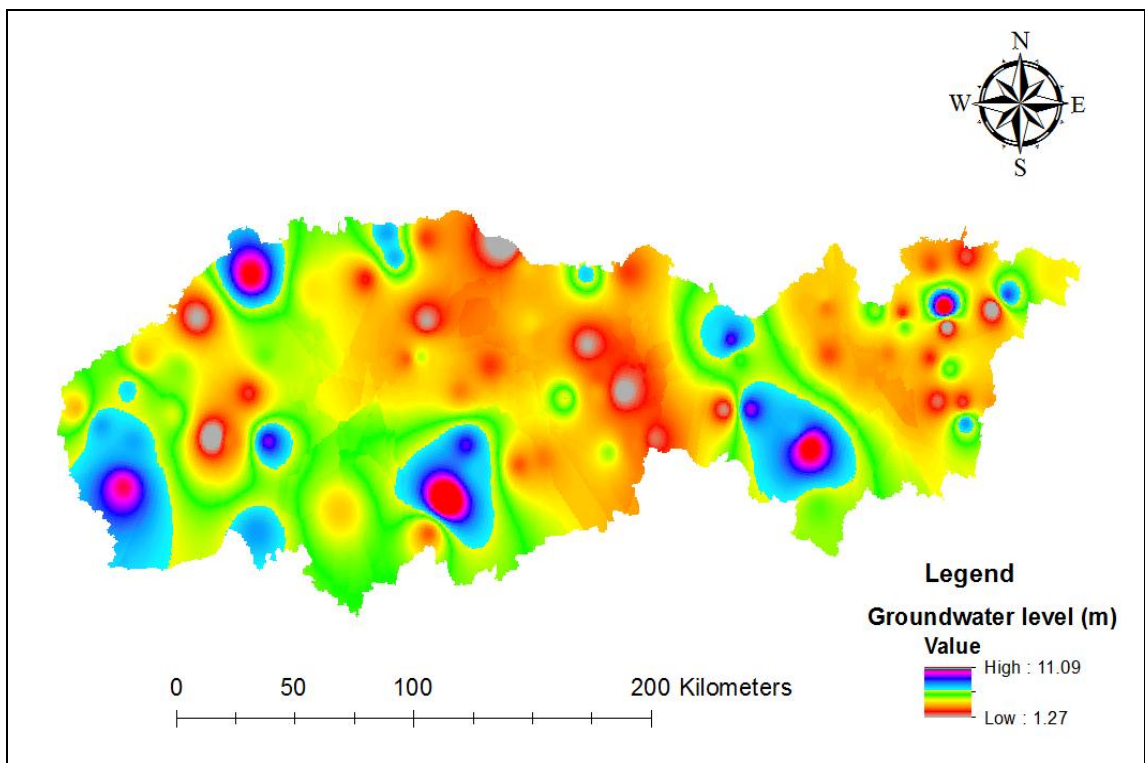 N
W E
S
Legend
Groundwater level (m)
Value
High : 11.09
Low : 1.27
0 50 100 200 Kilometers